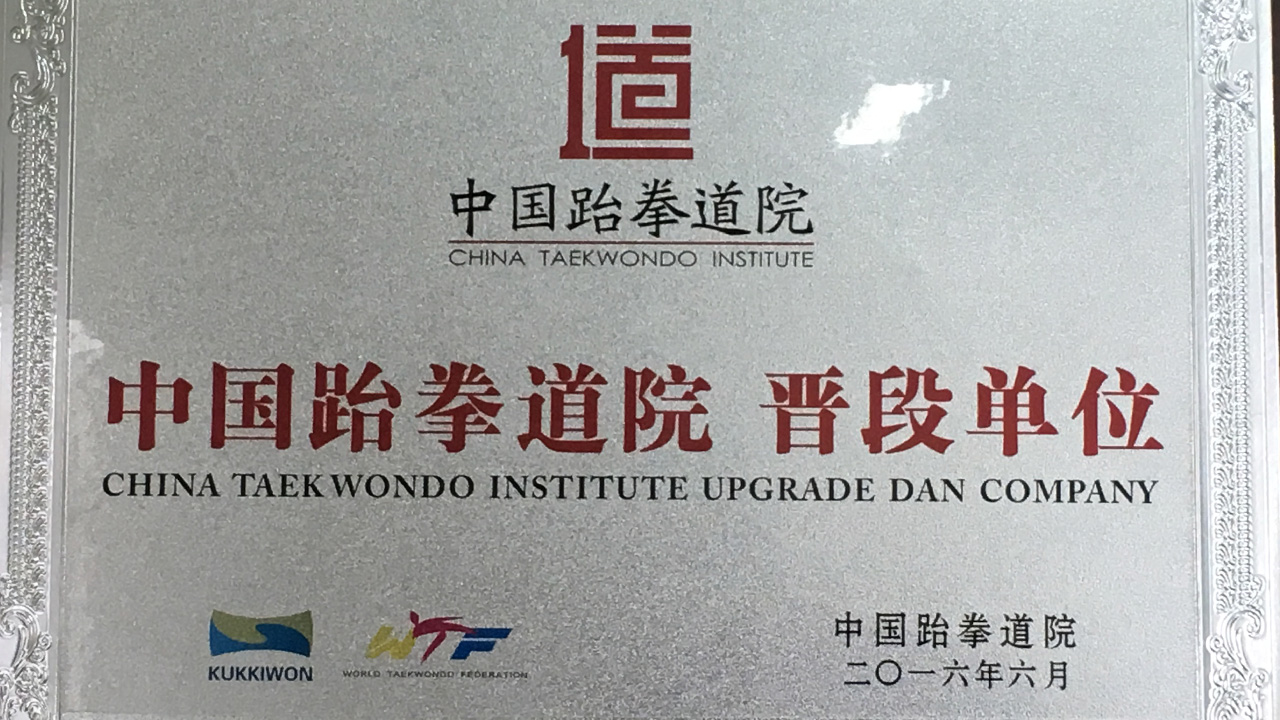 中国跆拳道院
CHINA TAEKWONDO INSTITUTE
中国跆拳道院 晋段单位
CHINA TAEKWONDO INSTITUTE UPGRADE DAN COMPANY
KUKKIWON
WTF
WORLD TAEKWONDO FEDERATION
中国跆拳道院
二〇一六年六月